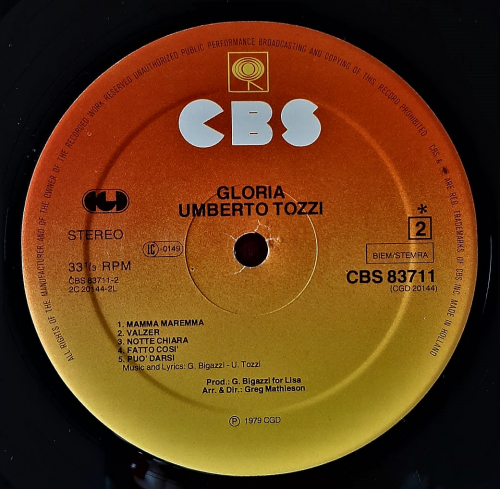 ALL RIGHTS OF THE MANUFACTURER AND OF THE OWNER OF THE RECORDED WORK RESERVED UNAUTHORIZED PUBLIC PERFORMANCE BROADCASTING AND COPYING OF THIS RECORD PROHIBITED CBS & ARE REG. TRADEMARKS OF CBS INC. MADE IN HOLLAND
CBS
GLORIA
UMBERTO TOZZI
STEREO
IC -0149
*
2
BIEM/STEMRA
33 1/3 RPM
CBS 83711-2
2C 20144-2L
CBS 83711
(CGD 20144)
1. MAMMA MAREMMA
2. VALZER
3. NOTTE CHIARA
4. FATTO COSI'
5. PUO' DARSI
Music and Lyrics: G. Bigazzi - U. Tozzi
Prod.: G. Bigazzi for Lisa
Arr. & Dir.: Greg Mathieson
Ⓟ 1979 CGD